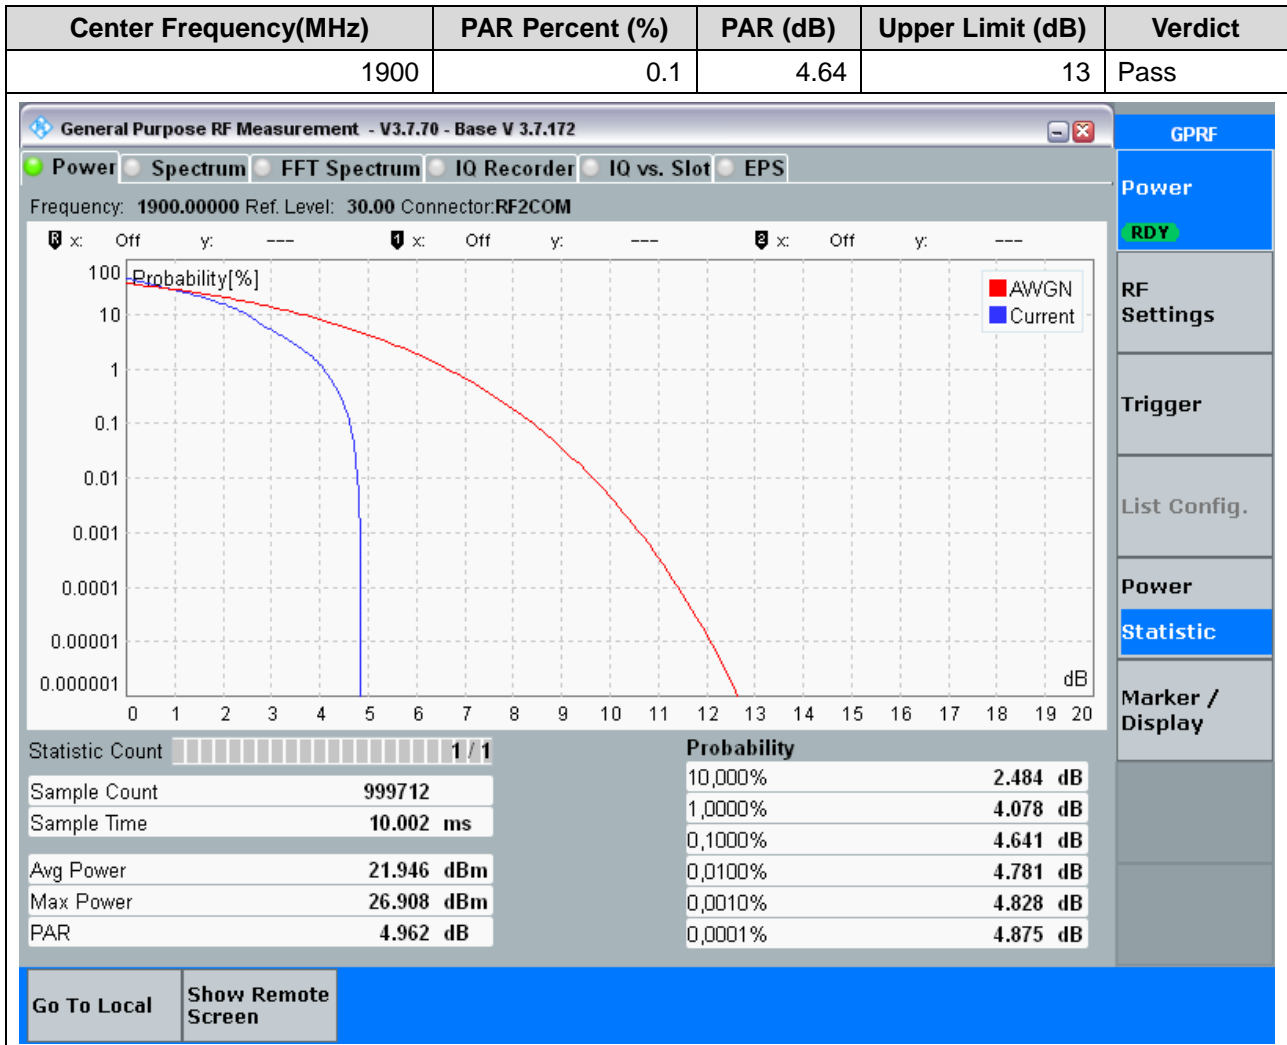 Center Frequency(MHz) PAR Percent (%) PAR (dB) Upper Limit (dB) Verdict
1900 0.1 4.64 13 Pass
General Purpose RF Measurement - V3.7.70 - Base V 3.7.172
GPRF
Power Spectrum FFT Spectrum IQ Recorder IQ vs. Slot EPS
Frequency: 1900.00000 Ref. Level: 30.00 Connector:RF2COM
R x: Off y: --- 1 x: Off y: --- 2 x: Off y: ---
Probability[%]
100
10
1
0.1
0.01
0.001
0.0001
0.00001
0.000001
AWGN
Current
dB
0 1 2 3 4 5 6 7 8 9 10 11 12 13 14 15 16 17 18 19 20
Statistic Count 1 / 1
Sample Count 999712
Sample Time 10.002 ms
Avg Power 21.946 dBm
Max Power 26.908 dBm
PAR 4.962 dB
Probability
10,000% 2.484 dB
1,0000% 4.078 dB
0,1000% 4.641 dB
0,0100% 4.781 dB
0,0010% 4.828 dB
0,0001% 4.875 dB
Power
RDY
RF
Settings
Trigger
List Config.
Power
Statistic
Marker /
Display
Go To Local
Show Remote
Screen